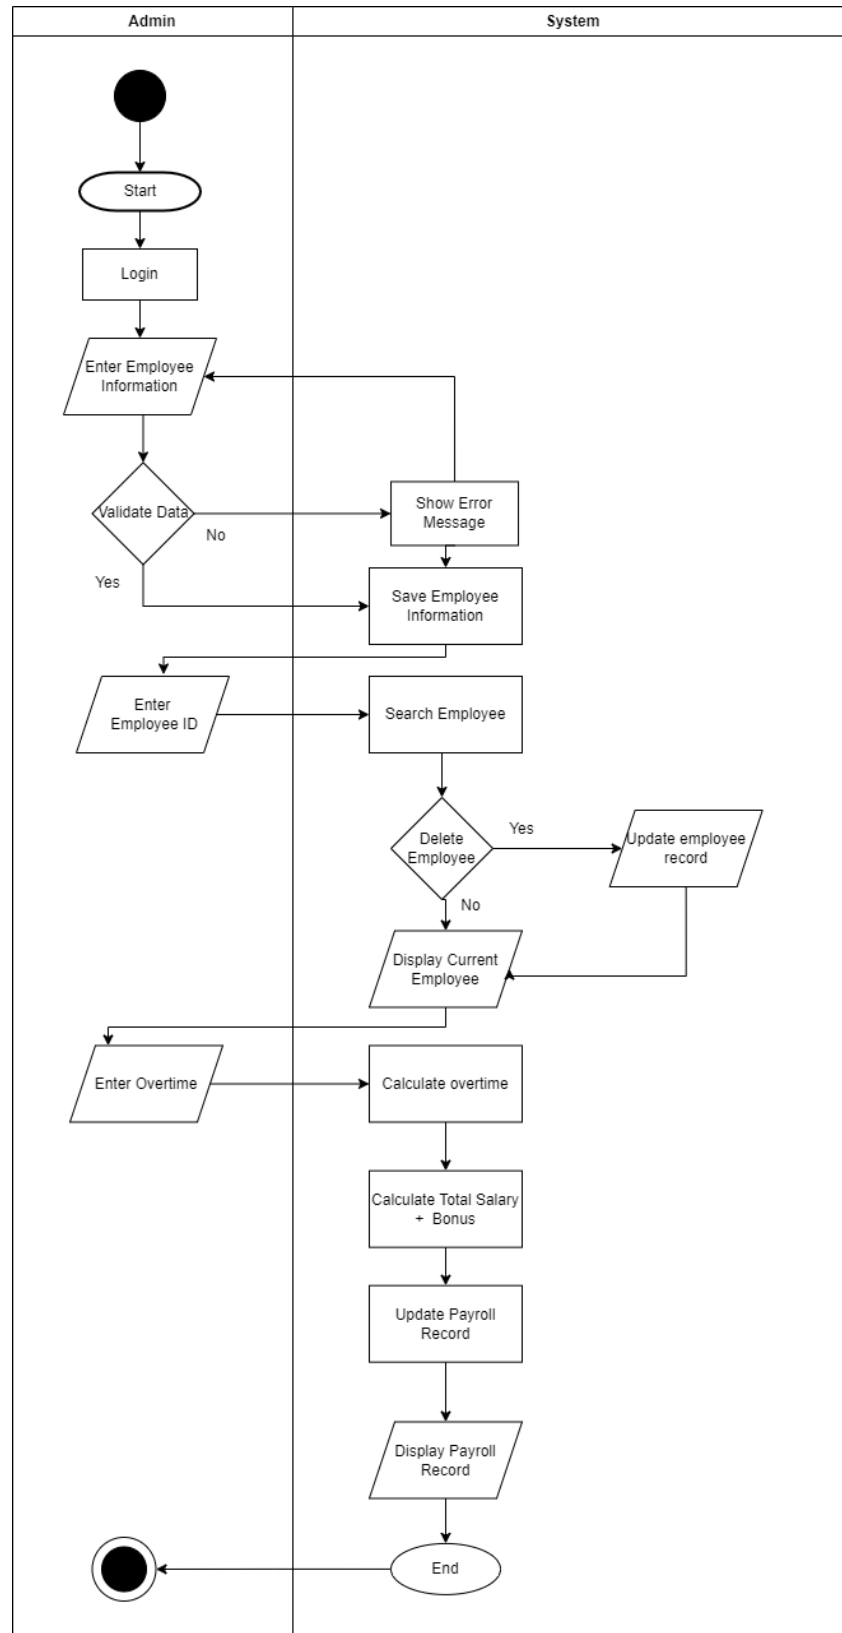 Admin
System
Start
Login
Enter Employee
Information
Validate Data
No
Show Error
Message
Yes
Save Employee
Information
Enter
Employee ID
Search Employee
Delete
Employee
Yes
Update employee
record
No
Display Current
Employee
Enter Overtime
Calculate overtime
Calculate Total Salary
+ Bonus
Update Payroll
Record
Display Payroll
Record
End